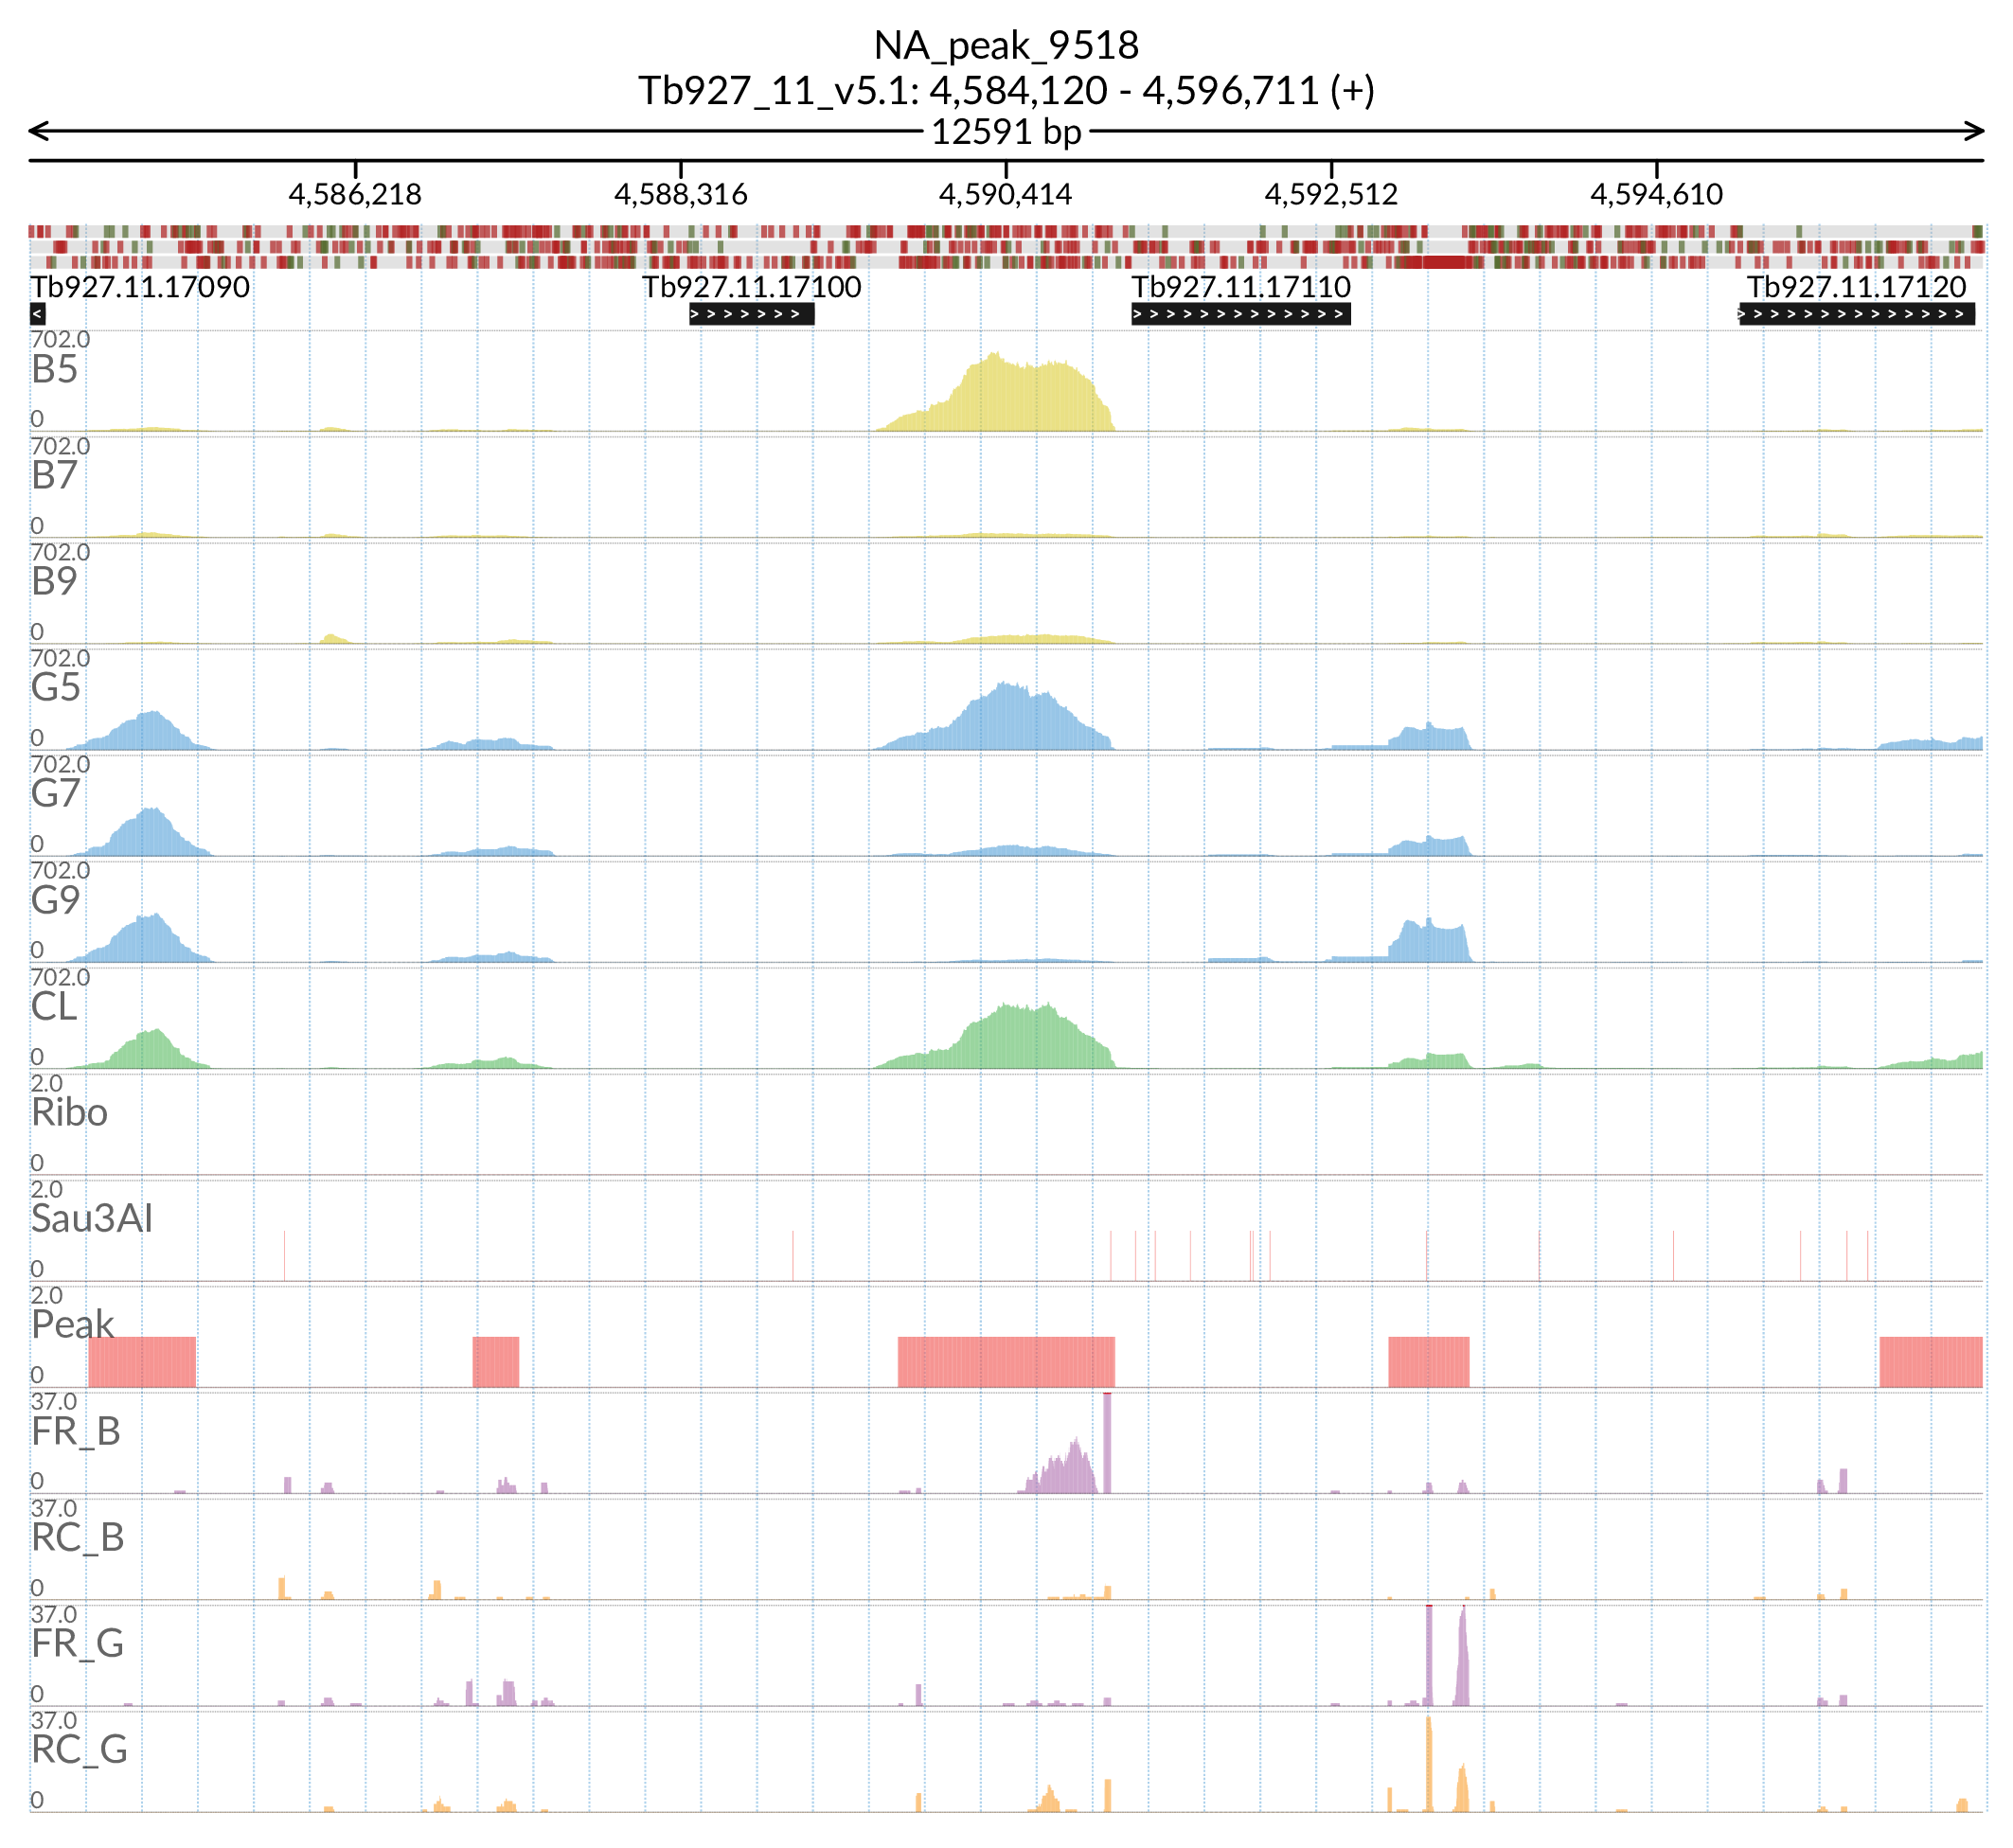 NA_peak_9518
Tb927_11_v5.1: 4,584,120 - 4,596,711 (+)
12591 bp
4,586,218 4,588,316 4,590,414 4,592,512 4,594,610
Tb927.11.17090 Tb927.11.17100 Tb927.11.17110 Tb927.11.17120
702.0
B5
0
702.0
B7
0
702.0
B9
0
702.0
G5
0
702.0
G7
0
702.0
G9
0
702.0
CL
0
2.0
Ribo
0
2.0
Sau3AI
0
2.0
Peak
0
37.0
FR_B
0
37.0
RC_B
0
37.0
FR_G
0
37.0
RC_G
0